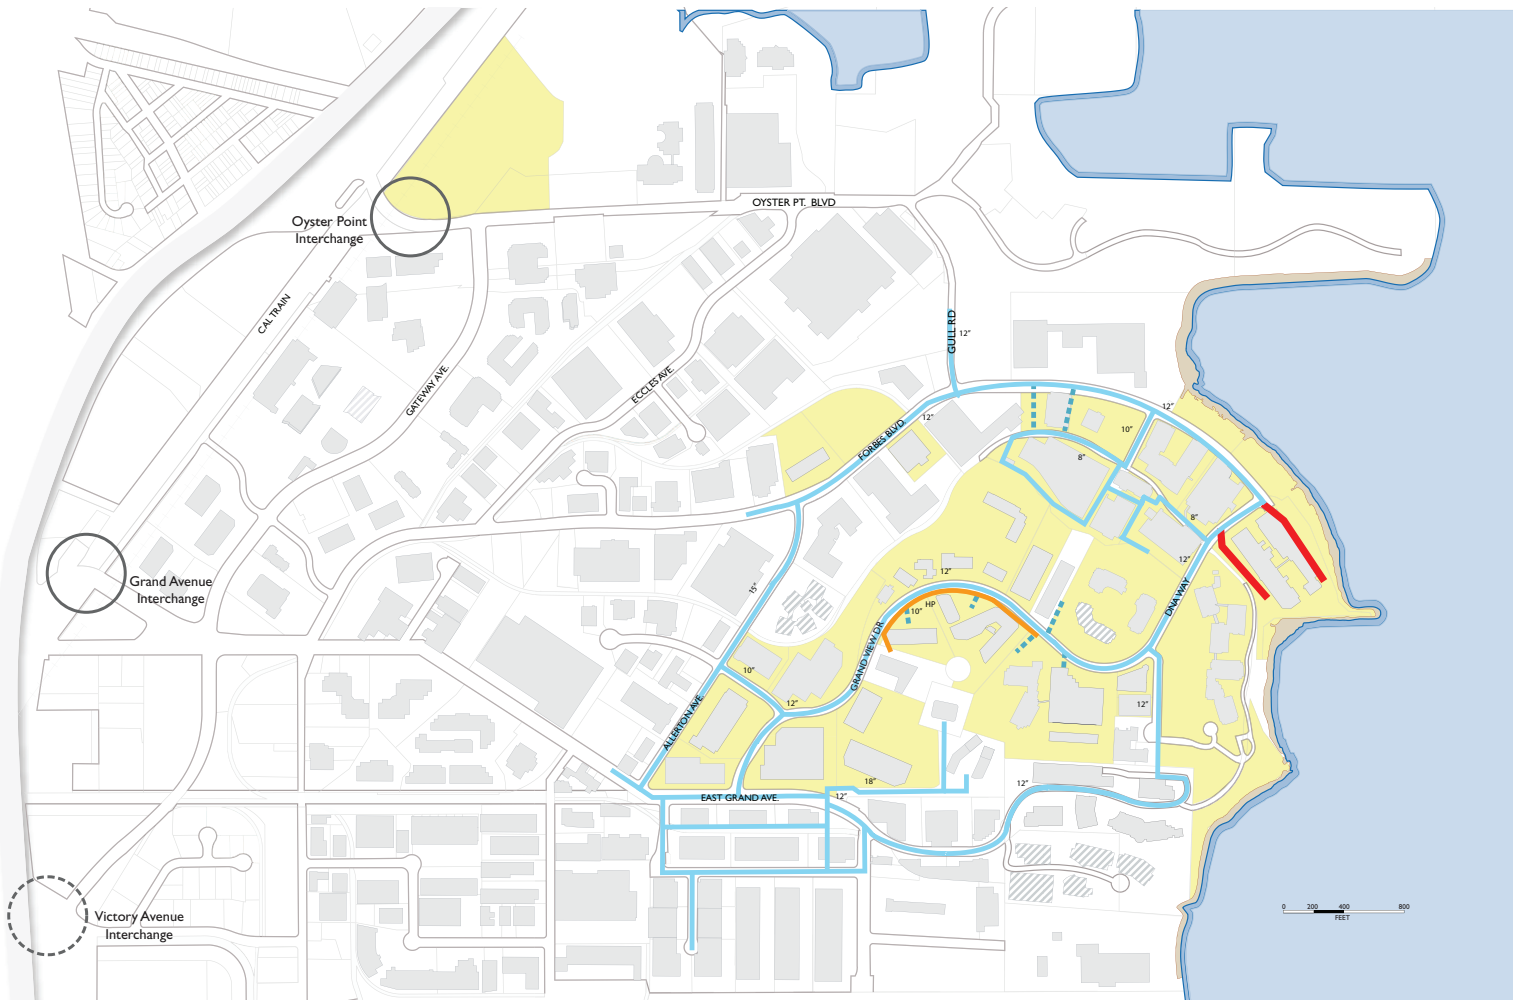 OYSTER PT. BLVD
Oyster Point
Interchange
CAL TRAIN
GULL RD
12"
GATEWAY AVE.
ECCLES AVE.
12"
12"
FORBES BLVD
10"
8"
8"
12"
Grand Avenue
Interchange
15"
12"
10"
HP
DNA WAY
GRAND VIEW DR.
10"
12"
12"
ALLERTON AVE.
18"
12"
EAST GRAND AVE.
12"
Victory Avenue
Interchange
0 200 400 800
FEET